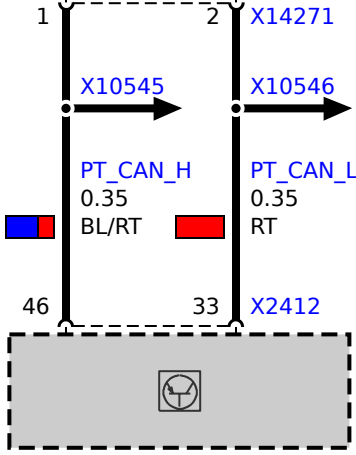 1 2 X14271
X10545 X10546
PT_CAN_H PT_CAN_L
0.35 0.35
BL/RT RT
46 33 X2412